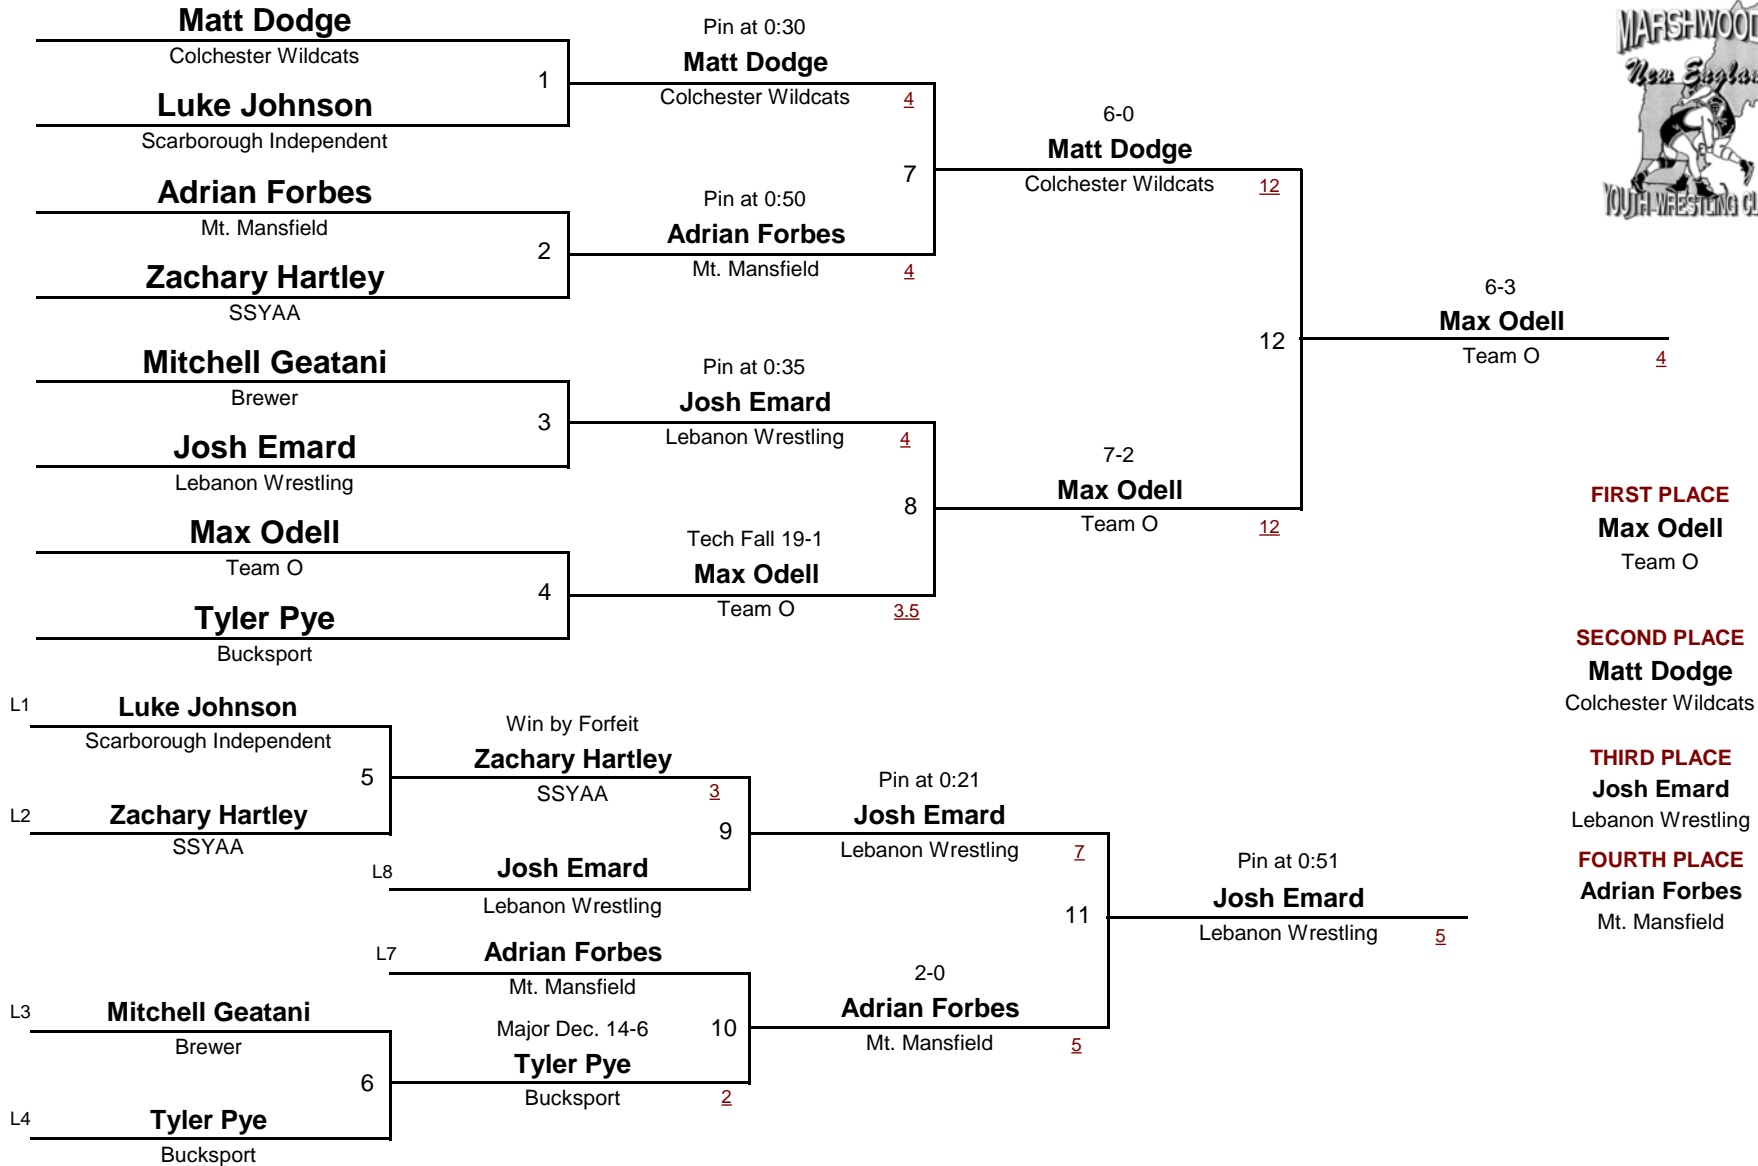 Matt Dodge
Colchester Wildcats
1
Luke Johnson
Scarborough Independent
Adrian Forbes
Mt. Mansfield
2
Zachary Hartley
SSYAA
Mitchell Geatani
Brewer
3
Josh Emard
Lebanon Wrestling
Max Odell
Team O
4
Tyler Pye
Bucksport
Pin at 0:30
Matt Dodge
Colchester Wildcats 4
7
Pin at 0:50
Adrian Forbes
Mt. Mansfield 4
Pin at 0:35
Josh Emard
Lebanon Wrestling 4
8
Tech Fall 19-1
Max Odell
Team O 3.5
6-0
Matt Dodge
Colchester Wildcats 12
12
7-2
Max Odell
Team O 12
6-3
Max Odell
Team O 4
MARSHWOOD
New England
YOUTH WRESTLING
FIRST PLACE
Max Odell
Team O
SECOND PLACE
Matt Dodge
Colchester Wildcats
THIRD PLACE
Josh Emard
Lebanon Wrestling
FOURTH PLACE
Adrian Forbes
Mt. Mansfield
L1 Luke Johnson
Scarborough Independent
5
L2 Zachary Hartley
SSYAA
Win by Forfeit
Zachary Hartley
SSYAA 3
9
L8 Josh Emard
Lebanon Wrestling
L7 Adrian Forbes
Mt. Mansfield
10
L3 Mitchell Geatani
Brewer
6
L4 Tyler Pye
Bucksport
Major Dec. 14-6
Tyler Pye
Bucksport 2
Pin at 0:21
Josh Emard
Lebanon Wrestling 7
11
2-0
Adrian Forbes
Mt. Mansfield 5
Pin at 0:51
Josh Emard
Lebanon Wrestling 5